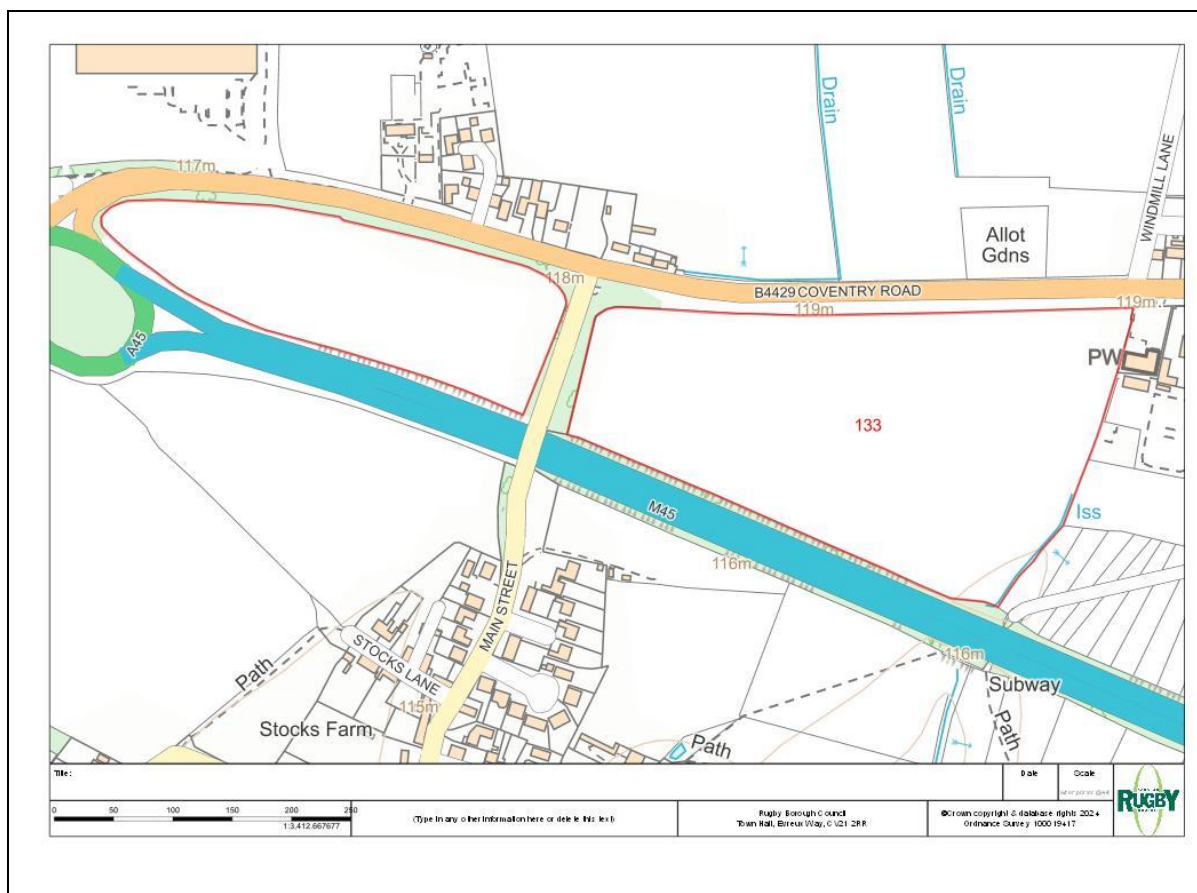 117m
Drain
Drain
WINDMILL LANE
Allot
Gdns
118m
B4429 COVENTRY ROAD
119m
119m
A45
PW
133
M45
Iss
116m
MAIN STREET
STOCKS LANE
Path
116m
Subway
115m
Stocks Farm
Path
Path
Title:
Date
Scale
0 50 100 150 200 250
1:3,412.667677
(Type in any other information here or delete this text)
Rugby Borough Council
Town Hall, Evreux Way, CV21 2RR
©Crown copyright & database rights 2024
Ordnance Survey 100019417
RUGBY